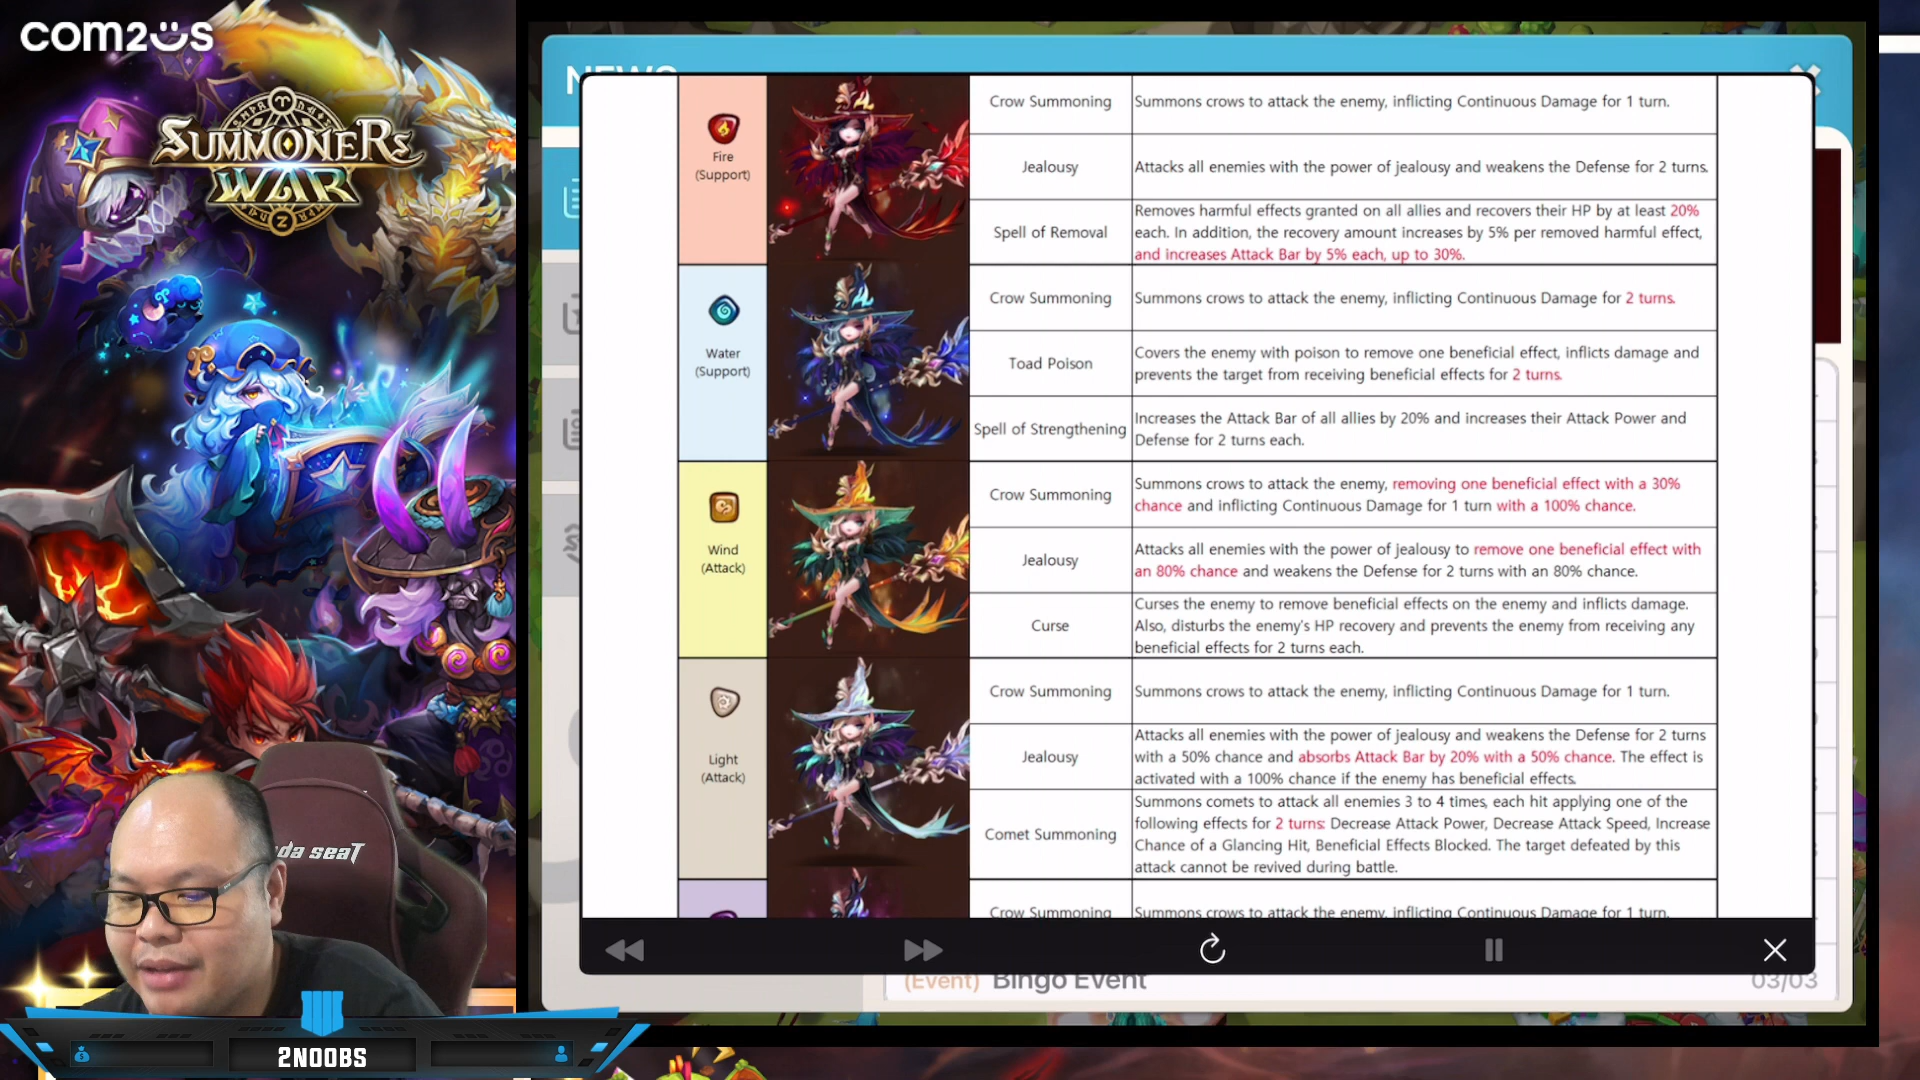 com2us
SUMMONERS
WAR
NEWS
Fire
(Support)
Crow Summoning
Summons crows to attack the enemy, inflicting Continuous Damage for 1 turn.
Jealousy
Attacks all enemies with the power of jealousy and weakens the Defense for 2 turns.
Spell of Removal
Removes harmful effects granted on all allies and recovers their HP by at least 20%
each. In addition, the recovery amount increases by 5% per removed harmful effect,
and increases Attack Bar by 5% each, up to 30%.
Water
(Support)
Crow Summoning
Summons crows to attack the enemy, inflicting Continuous Damage for 2 turns.
Toad Poison
Covers the enemy with poison to remove one beneficial effect, inflicts damage and
prevents the target from receiving beneficial effects for 2 turns.
Spell of Strengthening
Increases the Attack Bar of all allies by 20% and increases their Attack Power and
Defense for 2 turns each.
Wind
(Attack)
Crow Summoning
Summons crows to attack the enemy, removing one beneficial effect with a 30%
chance and inflicting Continuous Damage for 1 turn with a 100% chance.
Jealousy
Attacks all enemies with the power of jealousy to remove one beneficial effect with
an 80% chance and weakens the Defense for 2 turns with an 80% chance.
Curse
Curses the enemy to remove beneficial effects on the enemy and inflicts damage.
Also, disturbs the enemy's HP recovery and prevents the enemy from receiving any
beneficial effects for 2 turns each.
Light
(Attack)
Crow Summoning
Summons crows to attack the enemy, inflicting Continuous Damage for 1 turn.
Jealousy
Attacks all enemies with the power of jealousy and weakens the Defense for 2 turns
with a 50% chance and absorbs Attack Bar by 20% with a 50% chance. The effect is
activated with a 100% chance if the enemy has beneficial effects.
Comet Summoning
Summons comets to attack all enemies 3 to 4 times, each hit applying one of the
following effects for 2 turns: Decrease Attack Power, Decrease Attack Speed, Increase
Chance of a Glancing Hit, Beneficial Effects Blocked. The target defeated by this
attack cannot be revived during battle.
Crow Summoning
Summons crows to attack the enemy, inflicting Continuous Damage for 1 turn.
(Event) Bingo Event
03/03
da seaT
2NOOBS